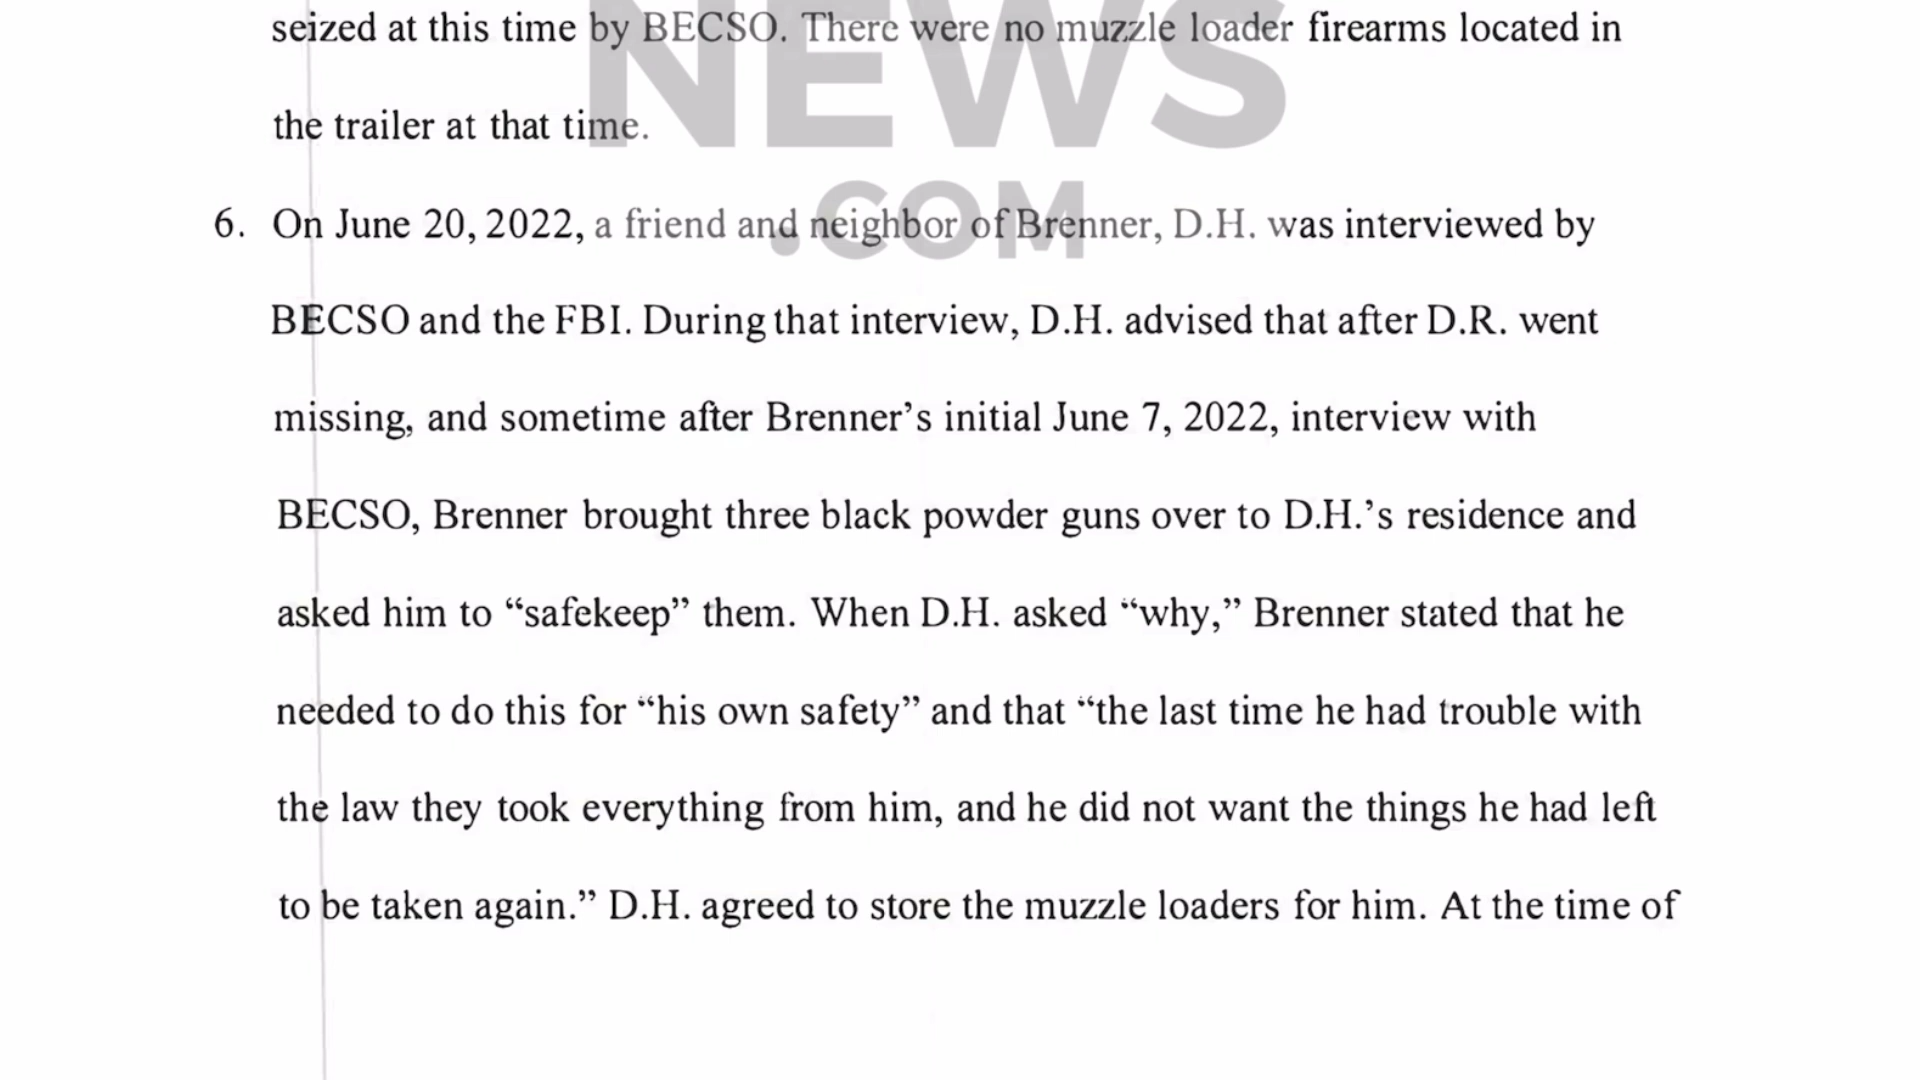 seized at this time by BECSO. There were no muzzle loader firearms located in
the trailer at that time.
NEWS
.COM
6. On June 20, 2022, a friend and neighbor of Brenner, D.H. was interviewed by
BECSO and the FBI. During that interview, D.H. advised that after D.R. went
missing, and sometime after Brenner’s initial June 7, 2022, interview with
BECSO, Brenner brought three black powder guns over to D.H.’s residence and
asked him to “safekeep” them. When D.H. asked “why,” Brenner stated that he
needed to do this for “his own safety” and that “the last time he had trouble with
the law they took everything from him, and he did not want the things he had left
to be taken again.” D.H. agreed to store the muzzle loaders for him. At the time of